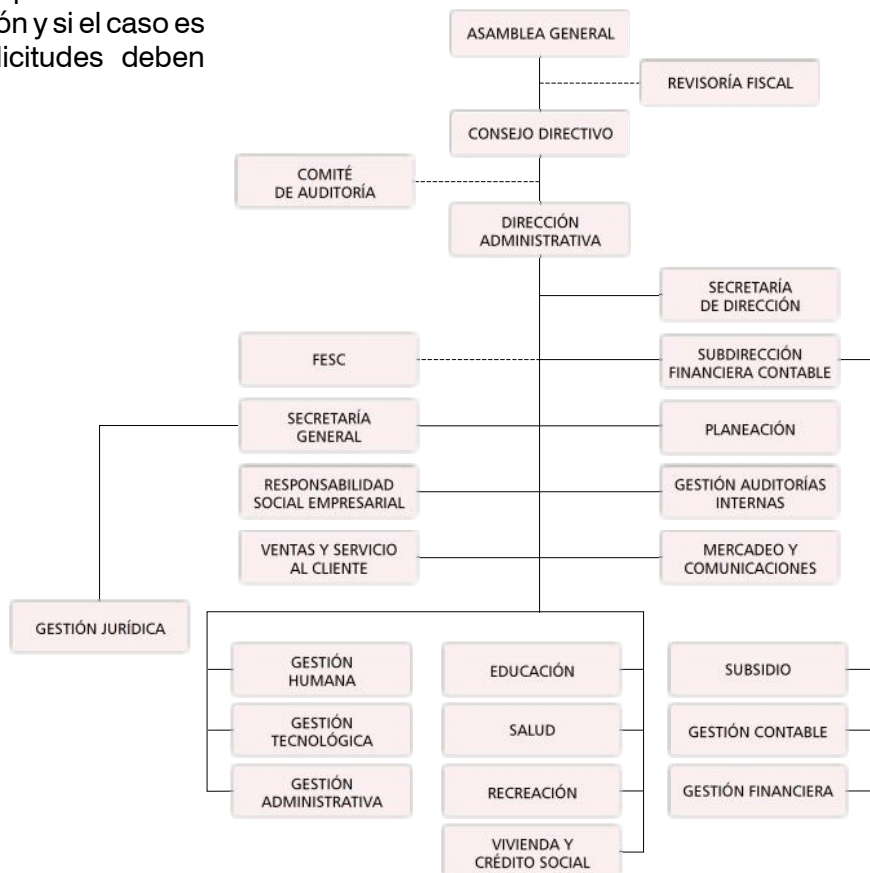 ón y si el caso es
licitudes deben
ASAMBLEA GENERAL
REVISORÍA FISCAL
CONSEJO DIRECTIVO
COMITÉ
DE AUDITORÍA
DIRECCIÓN
ADMINISTRATIVA
SECRETARÍA
DE DIRECCIÓN
FESC
SUBDIRECCIÓN
FINANCIERA CONTABLE
SECRETARÍA
GENERAL
PLANEACIÓN
RESPONSABILIDAD
SOCIAL EMPRESARIAL
GESTIÓN AUDITORÍAS
INTERNAS
VENTAS Y SERVICIO
AL CLIENTE
MERCADEO Y
COMUNICACIONES
GESTIÓN JURÍDICA
GESTIÓN
HUMANA
EDUCACIÓN
SUBSIDIO
GESTIÓN
TECNOLÓGICA
SALUD
GESTIÓN CONTABLE
GESTIÓN
ADMINISTRATIVA
RECREACIÓN
GESTIÓN FINANCIERA
VIVIENDA Y
CRÉDITO SOCIAL